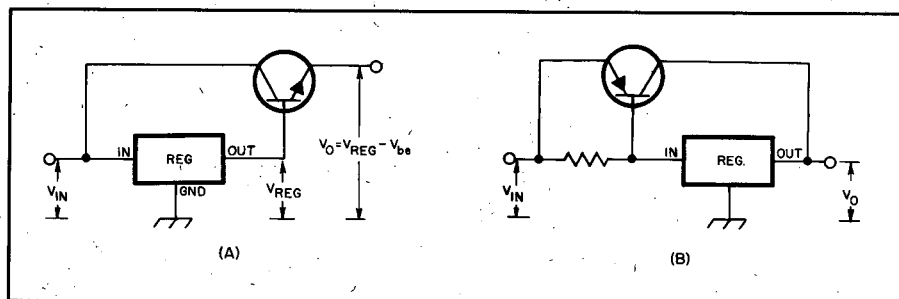 IN
REG
OUT
GND
V_IN
V_REG
V_O = V_REG - V_be
(A)
IN
REG.
OUT
V_IN
V_O
(B)